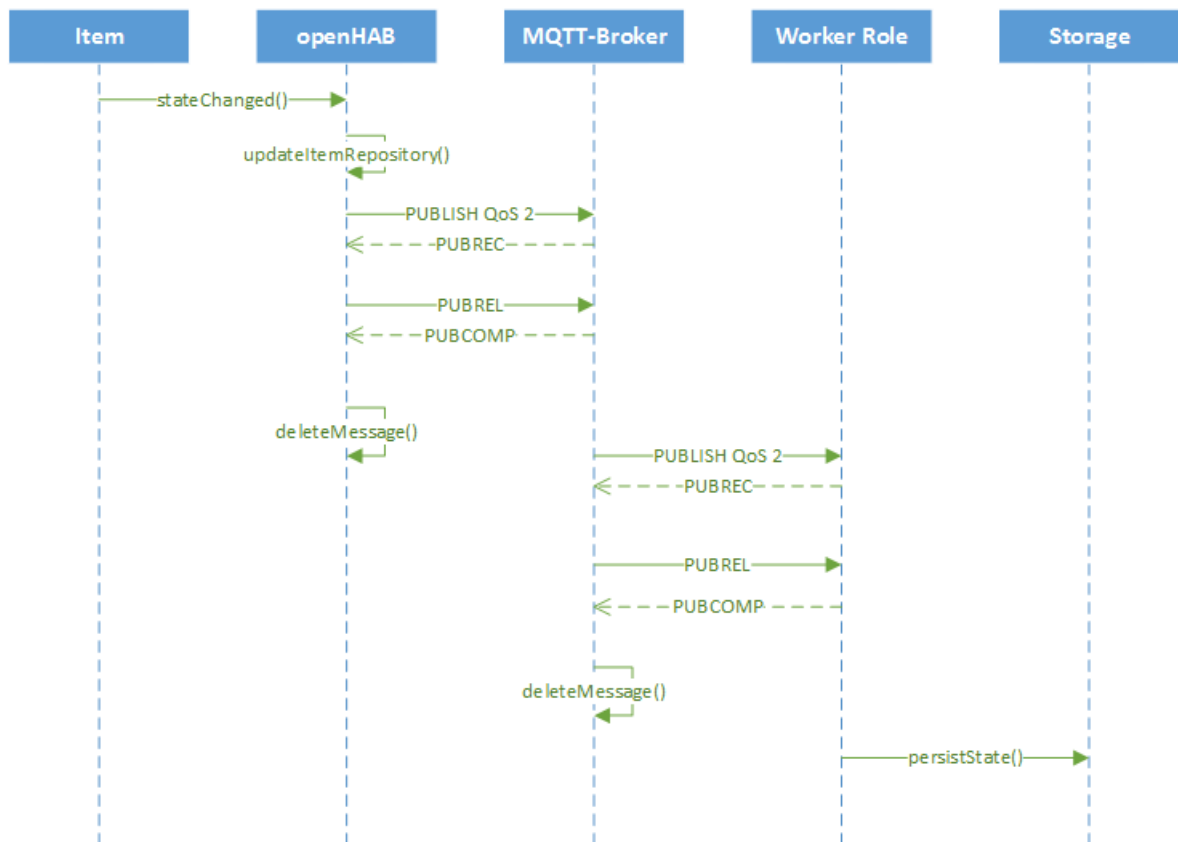 Item
openHAB
MQTT-Broker
Worker Role
Storage
stateChanged()
updateItemRepository()
PUBLISH QoS 2
PUBREC
PUBREL
PUBCOMP
deleteMessage()
PUBLISH QoS 2
PUBREC
PUBREL
PUBCOMP
deleteMessage()
persistState()